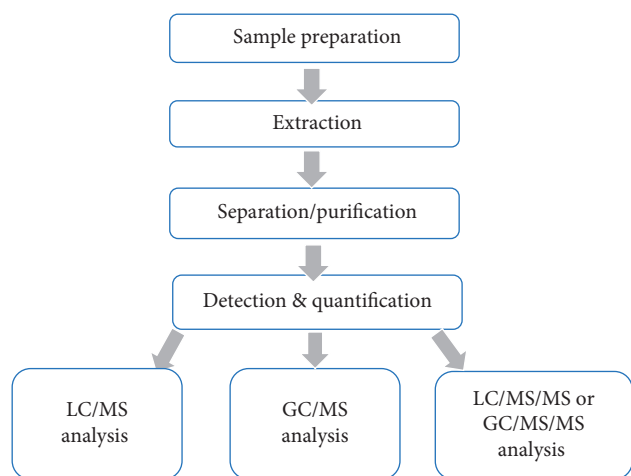 Sample preparation
Extraction
Separation/purification
Detection & quantification
LC/MS
analysis
GC/MS
analysis
LC/MS/MS or
GC/MS/MS
analysis